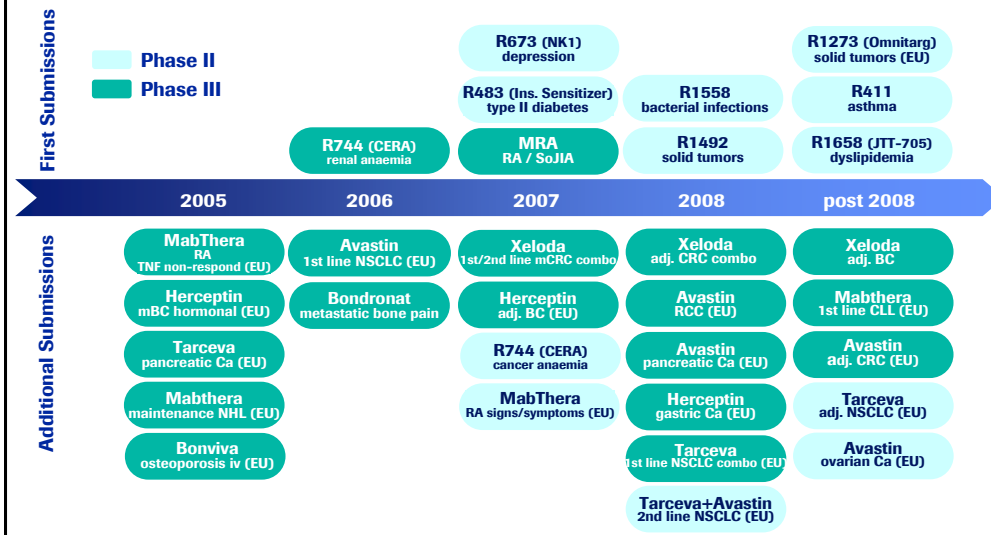 First Submissions
Phase II
Phase III
R673 (NK1)
depression
R1273 (Omnitarg)
solid tumors (EU)
R483 (Ins. Sensitizer)
type II diabetes
R1558
bacterial infections
R411
asthma
R744 (CERA)
renal anaemia
MRA
RA / SoJIA
R1492
solid tumors
R1658 (JTT-705)
dyslipidemia
2005 2006 2007 2008 post 2008
Additional Submissions
MabThera
RA
TNF non-respond (EU)
Avastin
1st line NSCLC (EU)
Xeloda
1st/2nd line mCRC combo
Xeloda
adj. CRC combo
Xeloda
adj. BC
Herceptin
mBC hormonal (EU)
Bondronat
metastatic bone pain
Herceptin
adj. BC (EU)
Avastin
RCC (EU)
Mabthera
1st line CLL (EU)
Tarceva
pancreatic Ca (EU)
R744 (CERA)
cancer anaemia
Avastin
pancreatic Ca (EU)
Avastin
adj. CRC (EU)
Mabthera
maintenance NHL (EU)
MabThera
RA signs/symptoms (EU)
Herceptin
gastric Ca (EU)
Tarceva
adj. NSCLC (EU)
Bonviva
osteoporosis iv (EU)
Tarceva
1st line NSCLC combo (EU)
Avastin
ovarian Ca (EU)
Tarceva+Avastin
2nd line NSCLC (EU)